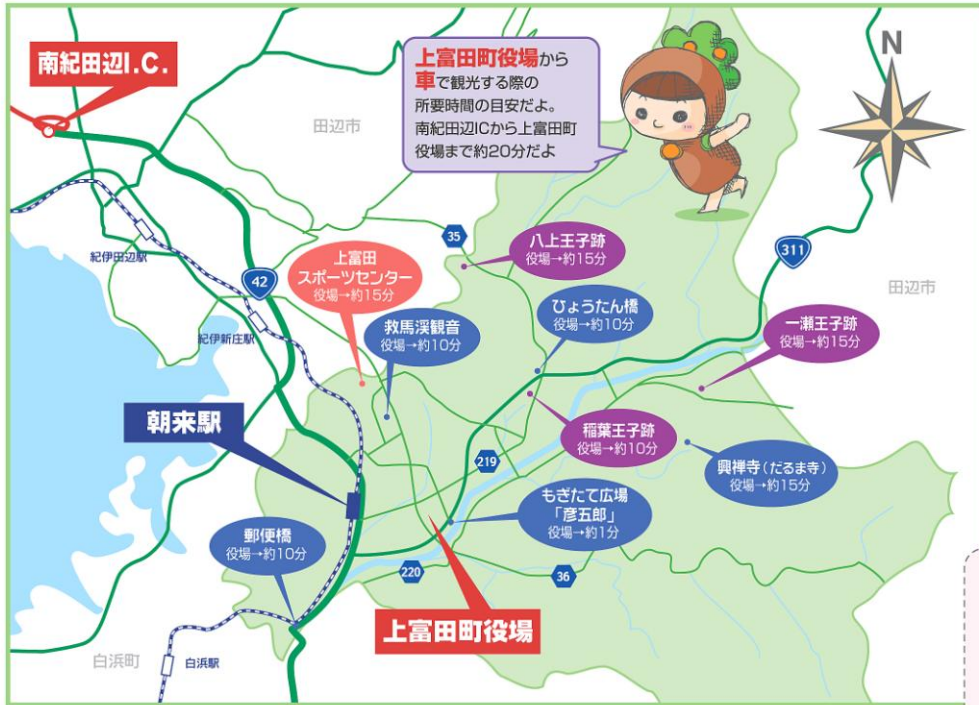 南紀田辺I.C.
上富田町役場から
車で観光する際の
所要時間の目安だよ。
南紀田辺ICから上富田町
役場まで約20分だよ
N
田辺市
35
八上王子跡
役場→約15分
311
紀伊田辺駅
42
上富田
スポーツセンター
役場→約15分
ひょうたん橋
役場→約10分
田辺市
救馬渓観音
役場→約10分
一瀬王子跡
役場→約15分
紀伊新庄駅
朝来駅
稲葉王子跡
役場→約10分
219
興禅寺(だるま寺)
役場→約15分
もぎたて広場
「彦五郎」
役場→約1分
郵便橋
役場→約10分
220
36
上富田町役場
白浜町
白浜駅